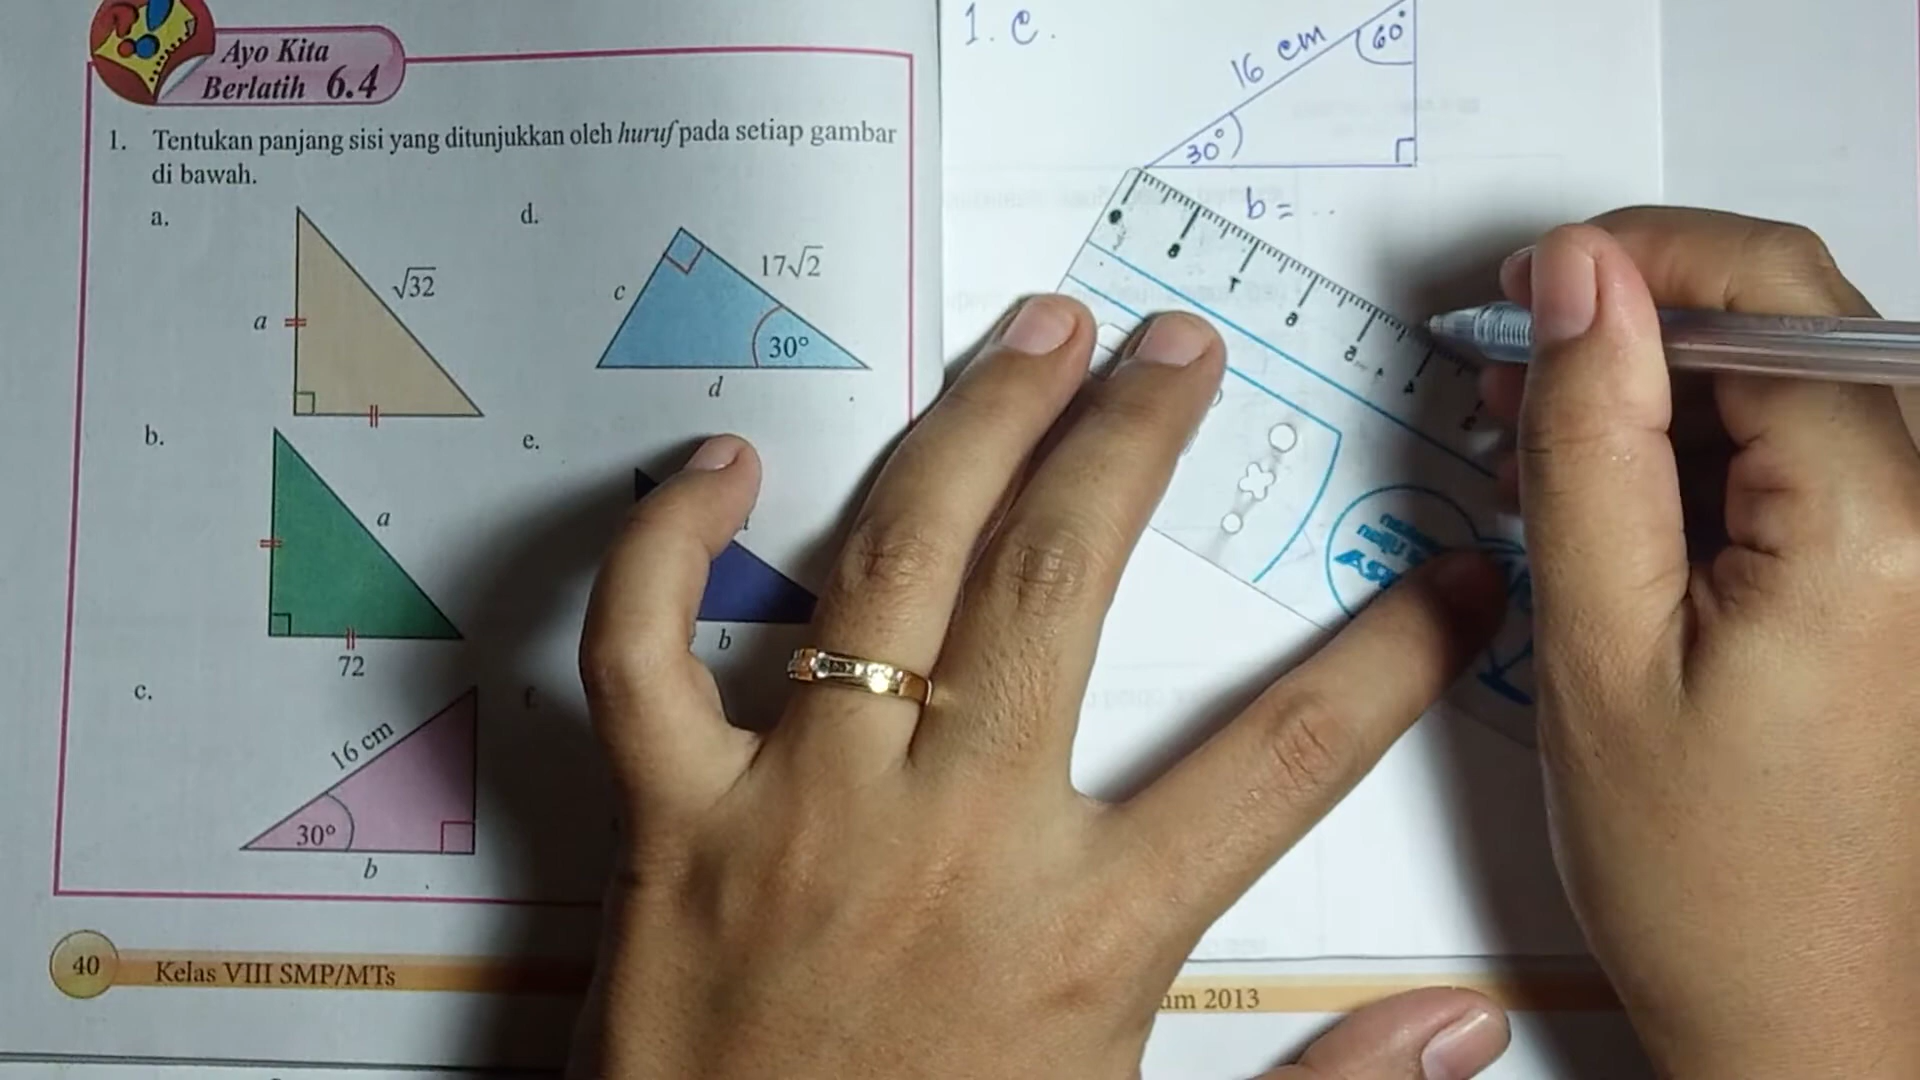 Ayo Kita
Berlatih 6.4
1. Tentukan panjang sisi yang ditunjukkan oleh huruf pada setiap gambar
di bawah.
a.
√32
a
b.
a
72
c.
16 cm
30°
b
d.
17√2
c
30°
d
e.
b
40
Kelas VIII SMP/MTs
2013
1. c.
16 cm
60°
30°
b = ..